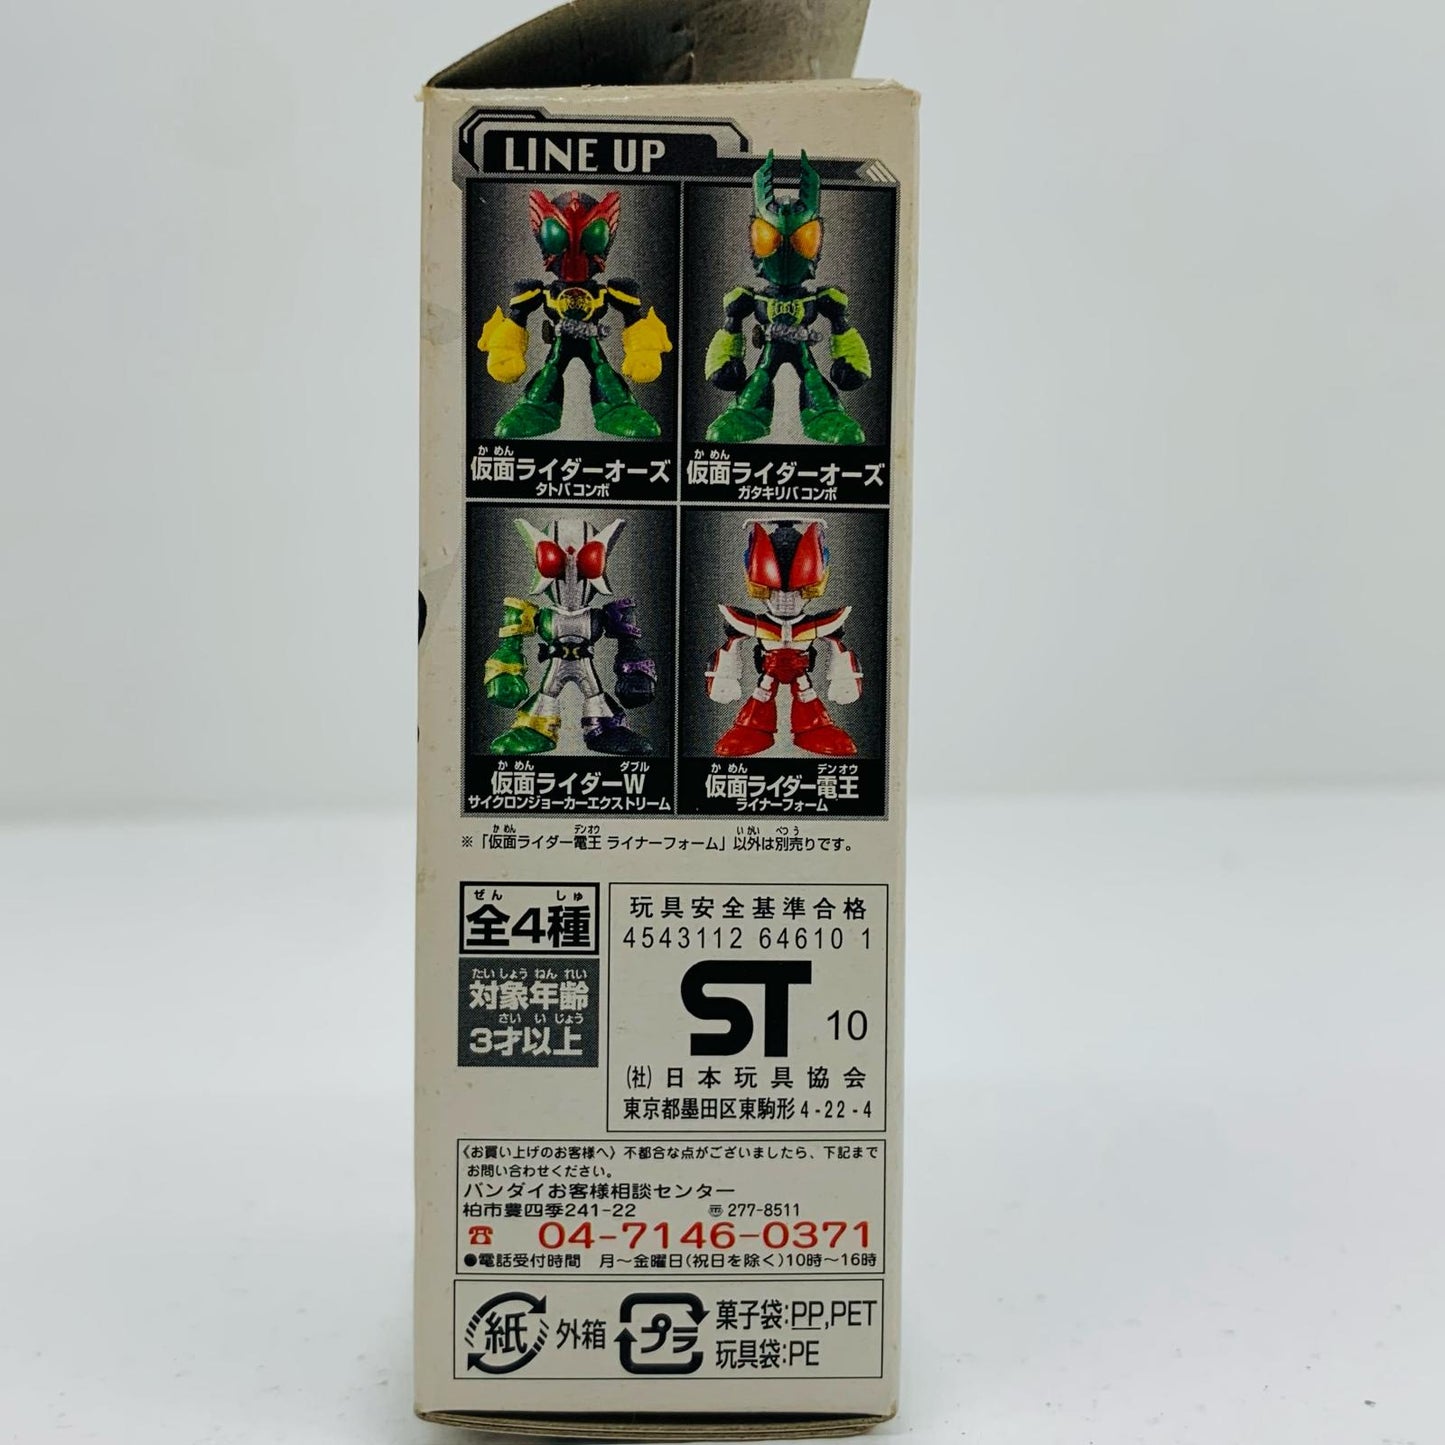 LINE UP
かめん
仮面ライダーオーズ
タトバコンボ
かめん
仮面ライダーオーズ
ガタキリバコンボ
かめん ダブル
仮面ライダーW
サイクロンジョーカーエクストリーム
かめん デンオウ
仮面ライダー電王
ライナーフォーム
かめん デンオウ いがい べつう
※「仮面ライダー電王 ライナーフォーム」以外は別売りです。
ぜん しゅ
全4種
たいしょうねんれい
対象年齢
さいいじょう
3才以上
玩具安全基準合格
4543112 64610 1
ST 10
(社)日本玩具協会
東京都墨田区東駒形4-22-4
《お買い上げのお客様へ》不都合な点がございましたら、下記まで
お問い合わせください。
バンダイお客様相談センター
柏市豊四季241-22 〠277-8511
☎ 04-7146-0371
●電話受付時間 月〜金曜日(祝日を除く)10時〜16時
紙 外箱
プラ 菓子袋:PP,PET
玩具袋:PE